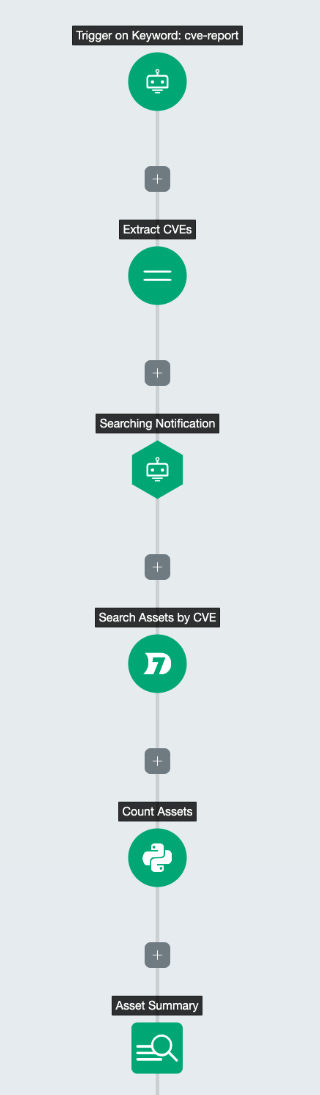 Trigger on Keyword: cve-report
Extract CVEs
Searching Notification
Search Assets by CVE
Count Assets
Asset Summary